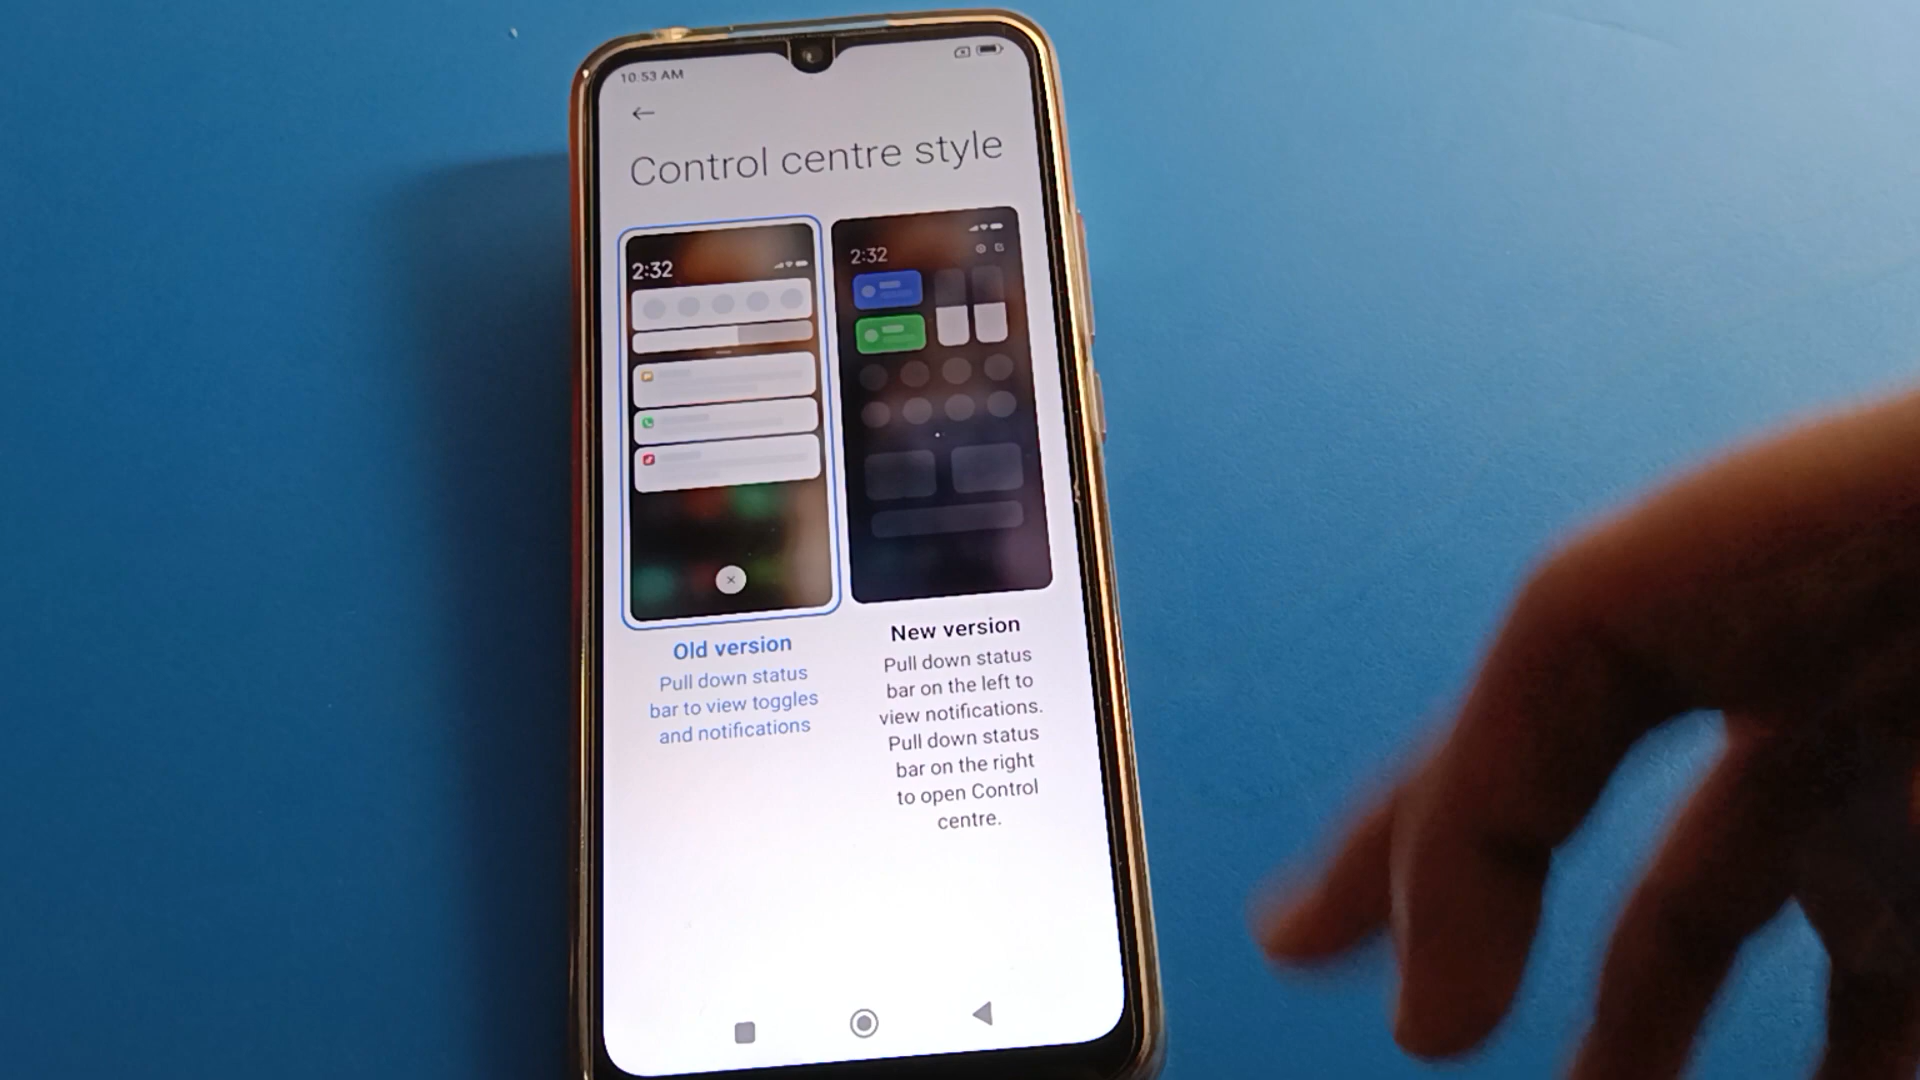 10:53 AM
Control centre style
2:32
2:32
Old version
Pull down status
bar to view toggles
and notifications
New version
Pull down status
bar on the left to
view notifications.
Pull down status
bar on the right
to open Control
centre.